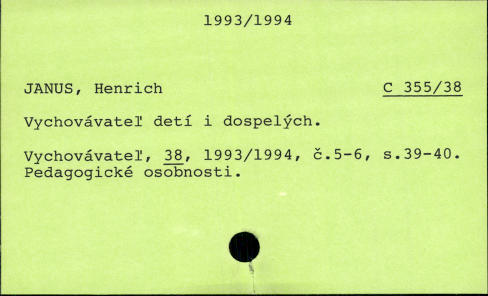 1993/1994
JANUS, Henrich C 355/38
Vychovávateľ detí i dospelých.
Vychovávateľ, 38, 1993/1994, č.5-6, s.39-40.
Pedagogické osobnosti.